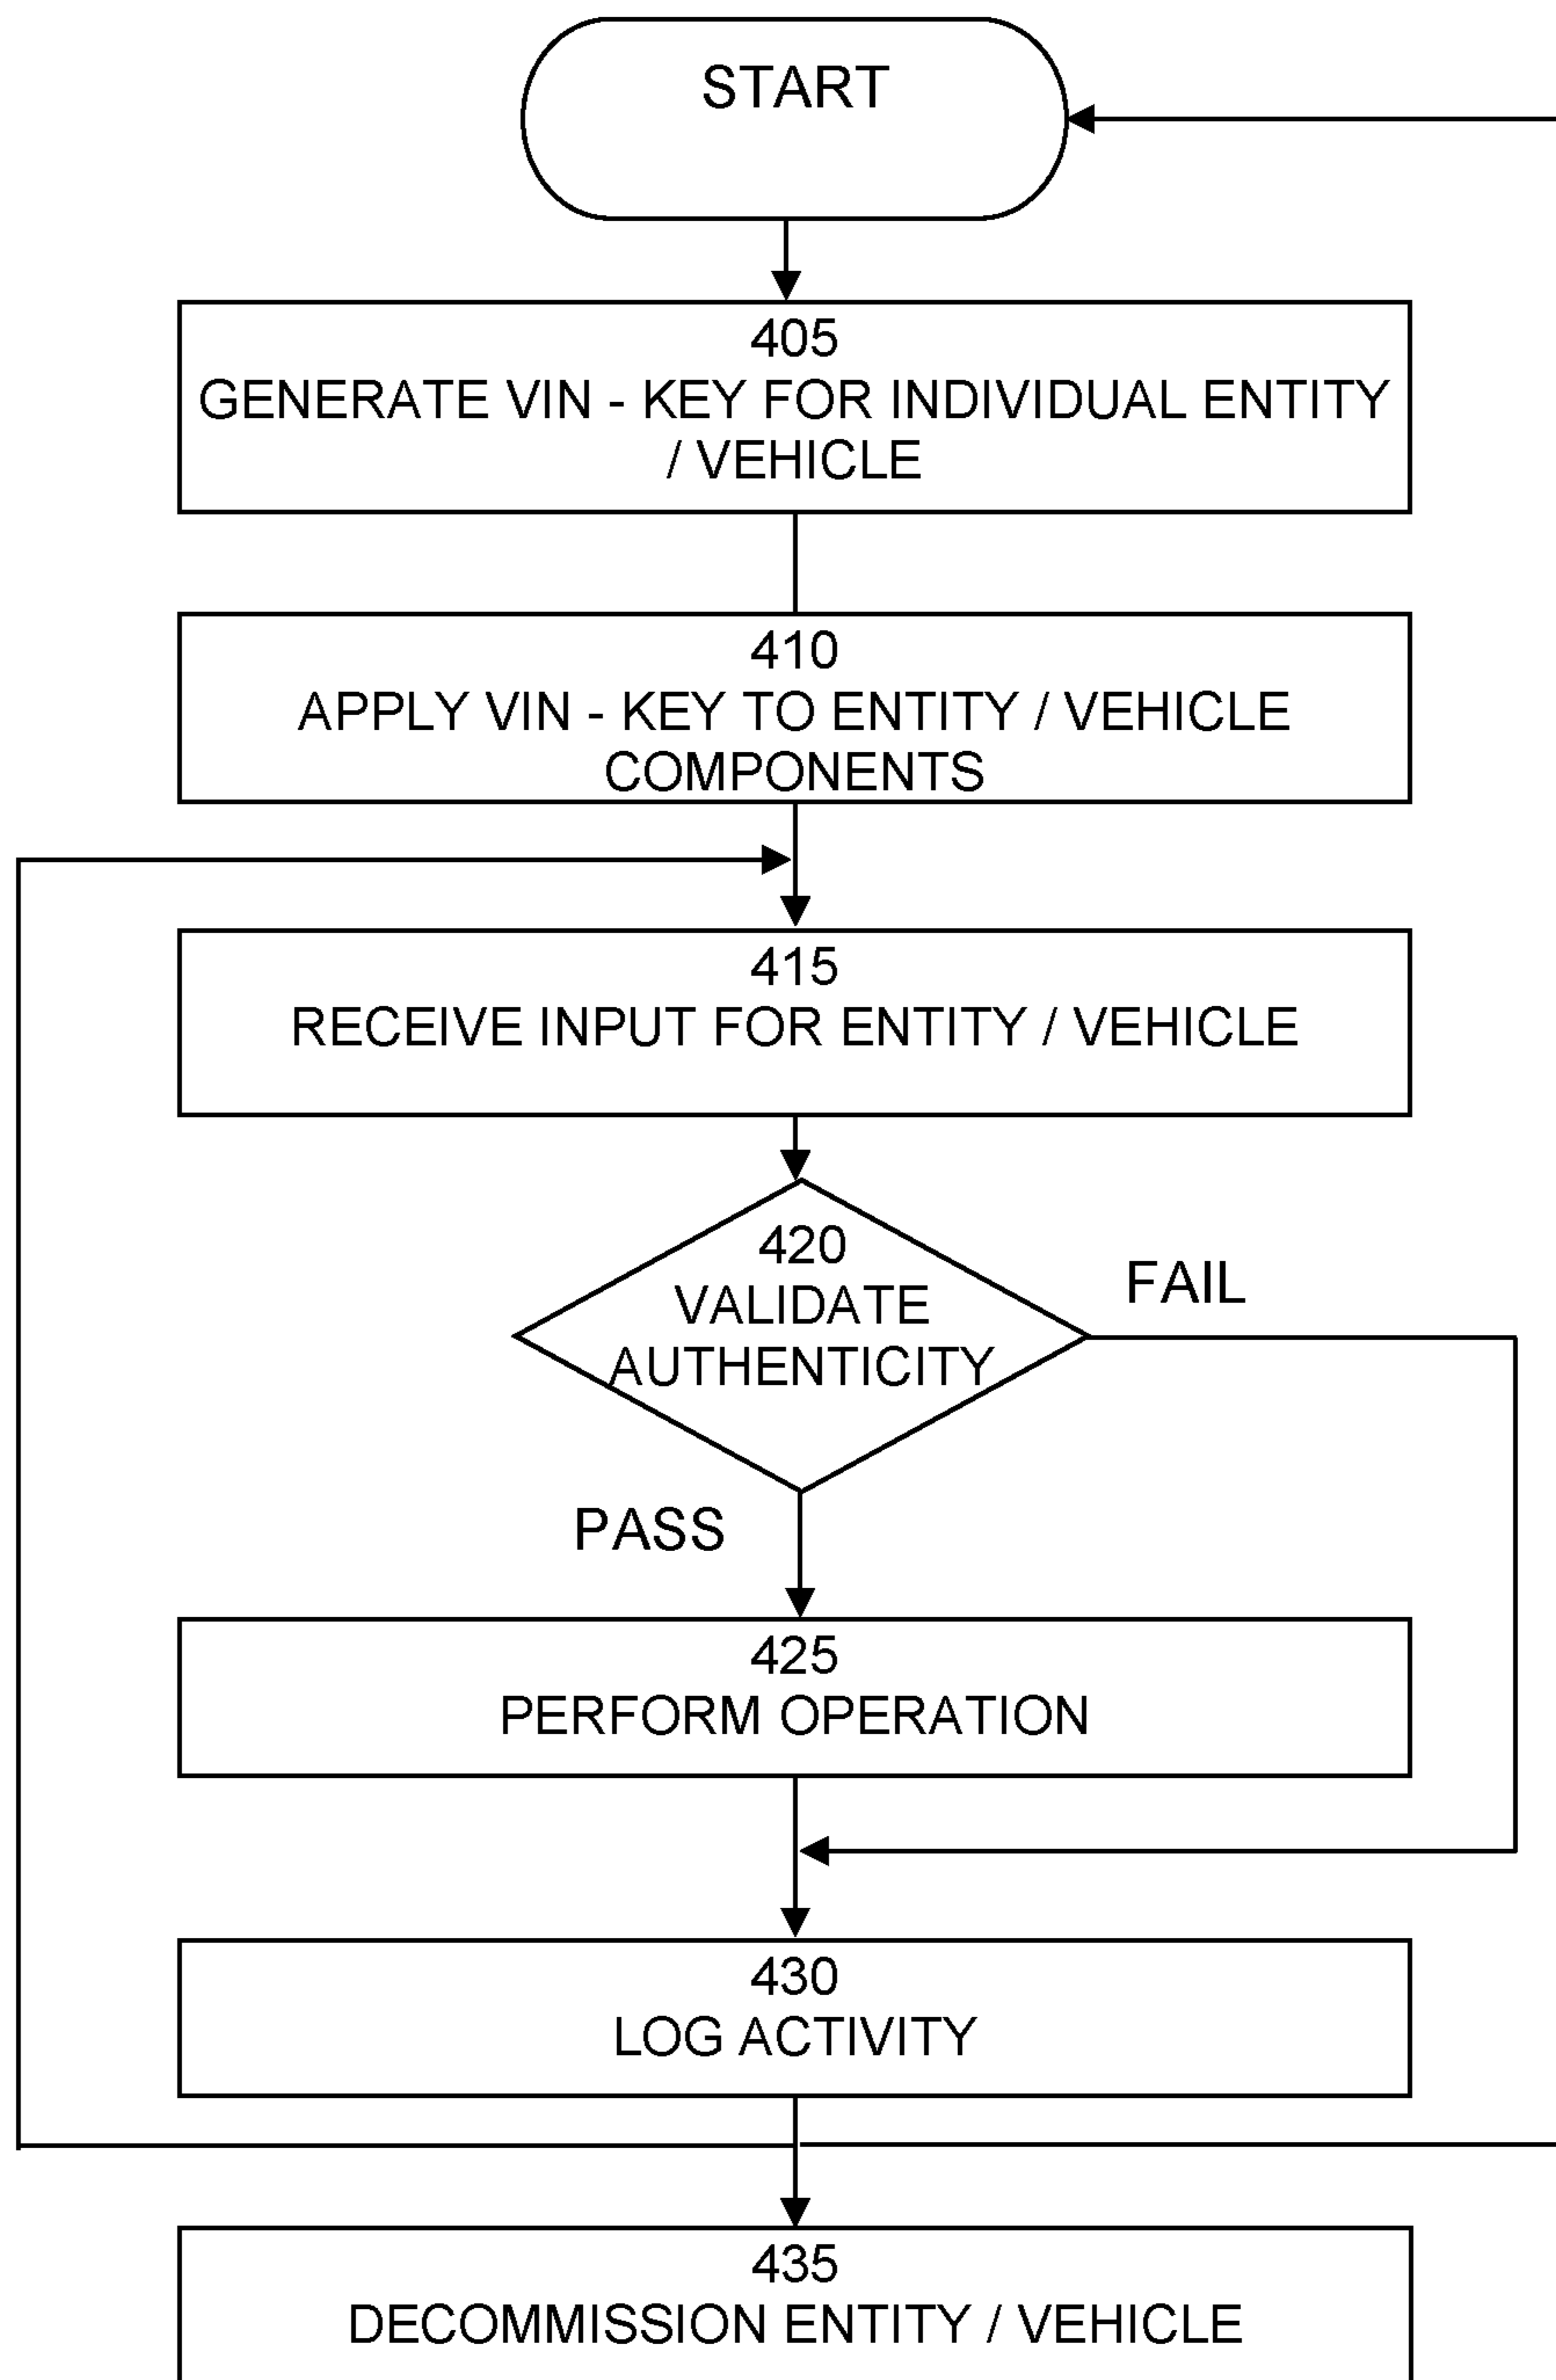 START
405
GENERATE VIN - KEY FOR INDIVIDUAL ENTITY
/ VEHICLE
410
APPLY VIN - KEY TO ENTITY / VEHICLE
COMPONENTS
415
RECEIVE INPUT FOR ENTITY / VEHICLE
420
VALIDATE
AUTHENTICITY
FAIL
PASS
425
PERFORM OPERATION
430
LOG ACTIVITY
435
DECOMMISSION ENTITY / VEHICLE